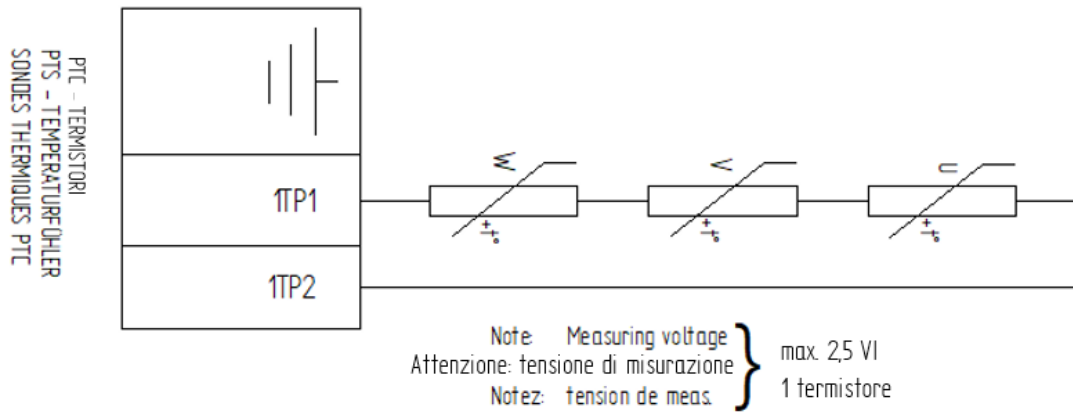 PTC - TERMISTORI
PTS - TEMPERATURFÜHLER
SONDES THERMIQUES PTC
1TP1
1TP2
W
V
U
+t°
+t°
+t°
Note: Measuring voltage
Attenzione: tensione di misurazione
Notez: tension de meas.
max. 2,5 V|
1 termistore